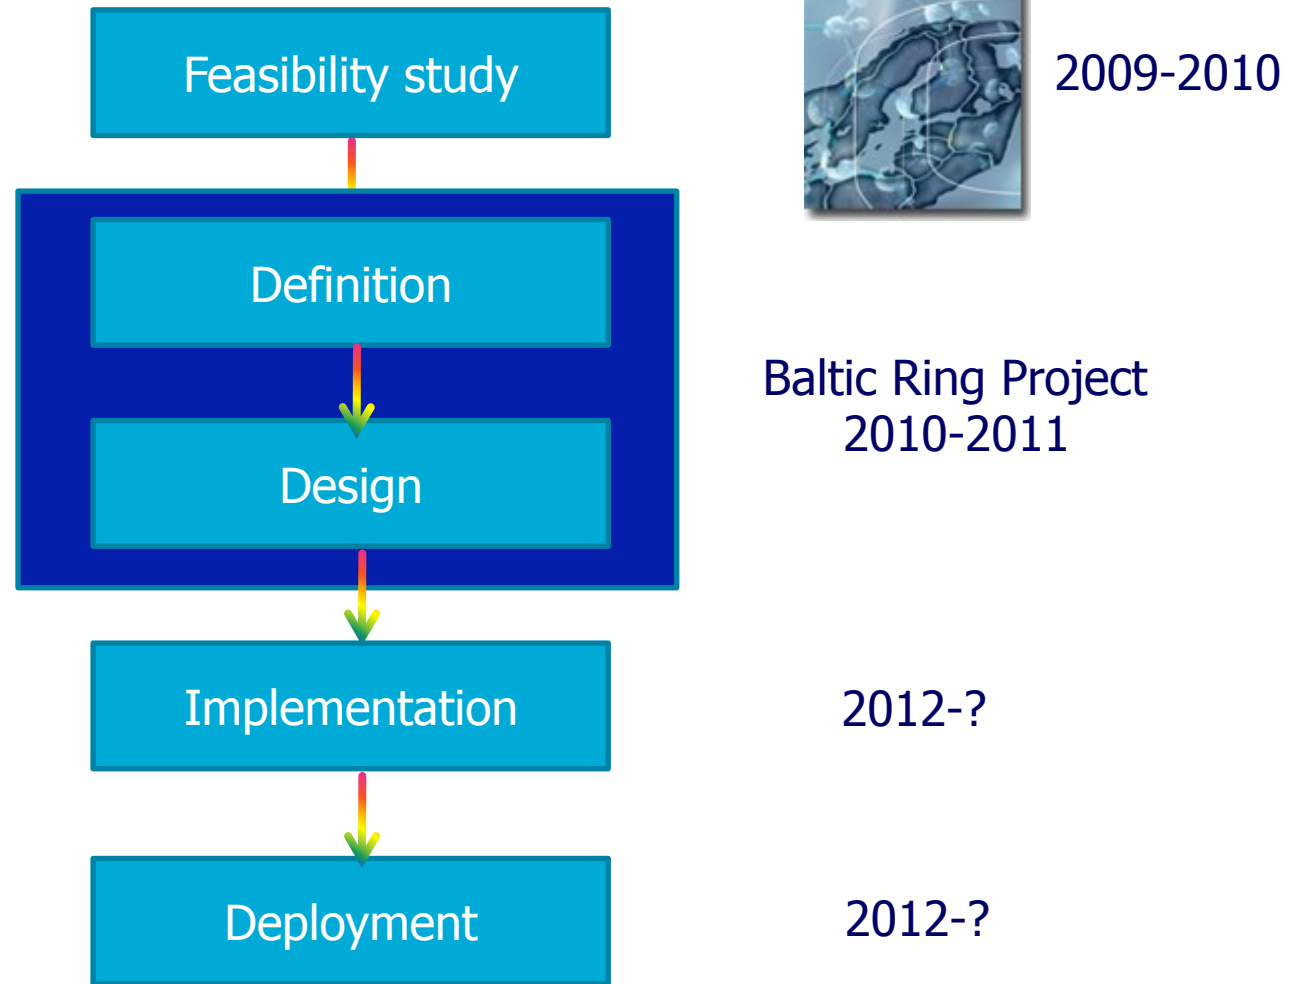 Feasibility study
2009-2010
Definition
Baltic Ring Project
2010-2011
Design
Implementation
2012-?
Deployment
2012-?